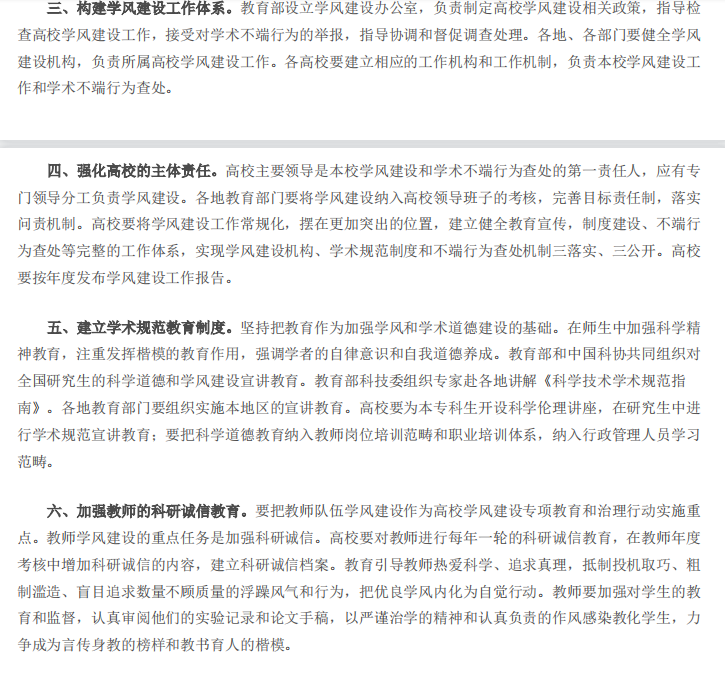 三、构建学风建设工作体系。教育部设立学风建设办公室，负责制定高校学风建设相关政策，指导检
查高校学风建设工作，接受对学术不端行为的举报，指导协调和督促调查处理。各地、各部门要健全学风
建设机构，负责所属高校学风建设工作。各高校要建立相应的工作机构和工作机制，负责本校学风建设工
作和学术不端行为查处。
四、强化高校的主体责任。高校主要领导是本校学风建设和学术不端行为查处的第一责任人，应有专
门领导分工负责学风建设。各地教育部门要将学风建设纳入高校领导班子的考核，完善目标责任制，落实
问责机制。高校要将学风建设工作常规化，摆在更加突出的位置，建立健全教育宣传，制度建设、不端行
为查处等完整的工作体系，实现学风建设机构、学术规范制度和不端行为查处机制三落实、三公开。高校
要按年度发布学风建设工作报告。
五、建立学术规范教育制度。坚持把教育作为加强学风和学术道德建设的基础。在师生中加强科学精
神教育，注重发挥楷模的教育作用，强调学者的自律意识和自我道德养成。教育部和中国科协共同组织对
全国研究生的科学道德和学风建设宣讲教育。教育部科技委组织专家赴各地讲解《科学技术学术规范指
南》。各地教育部门要组织实施本地区的宣讲教育。高校要为本专科生开设科学伦理讲座，在研究生中进
行学术规范宣讲教育；要把科学道德教育纳入教师岗位培训范畴和职业培训体系，纳入行政管理人员学习
范畴。
六、加强教师的科研诚信教育。要把教师队伍学风建设作为高校学风建设专项教育和治理行动实施重
点。教师学风建设的重点任务是加强科研诚信。高校要对教师进行每年一轮的科研诚信教育，在教师年度
考核中增加科研诚信的内容，建立科研诚信档案。教育引导教师热爱科学、追求真理，抵制投机取巧、粗
制滥造、盲目追求数量不顾质量的浮躁风气和行为，把优良学风内化为自觉行动。教师要加强对学生的教
育和监督，认真审阅他们的实验记录和论文手稿，以严谨治学的精神和认真负责的作风感染教化学生，力
争成为言传身教的榜样和教书育人的楷模。